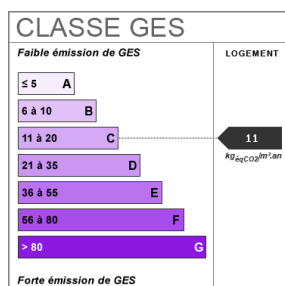 CLASSE GES
Faible émission de GES
LOGEMENT
≤ 5 A
6 à 10 B
11 à 20 C
11
kgéqCO2/m².an
21 à 35 D
36 à 55 E
56 à 80 F
> 80 G
Forte émission de GES